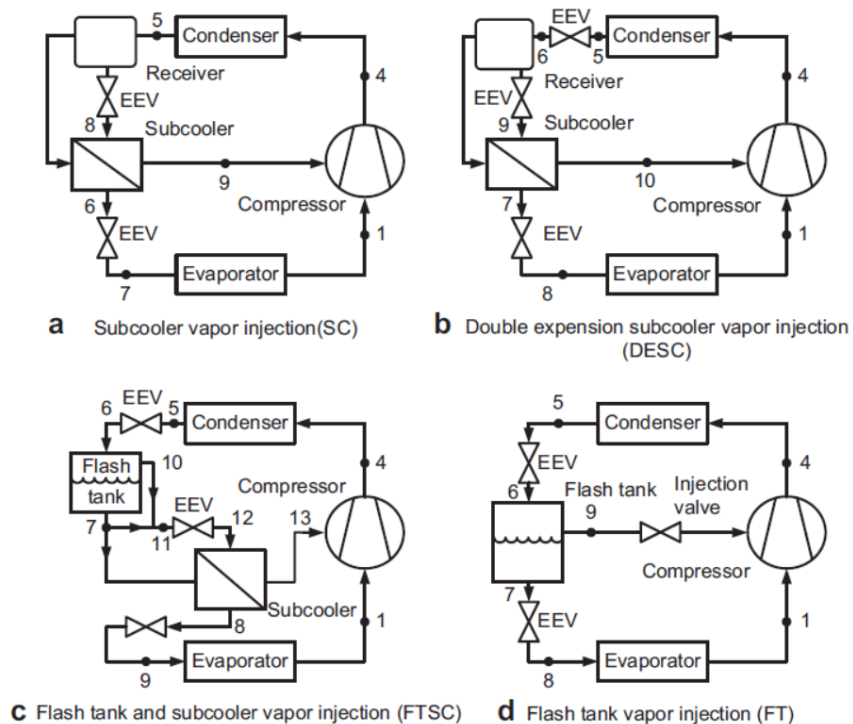 5
Condenser
Receiver
EEV
4
8
Subcooler
9
Compressor
6
EEV
1
7
Evaporator
a Subcooler vapor injection(SC)
EEV
6
5
Condenser
Receiver
EEV
4
9
Subcooler
10
Compressor
7
EEV
1
8
Evaporator
b Double expension subcooler vapor injection
(DESC)
EEV
6
5
Condenser
Flash
tank
10
4
Compressor
EEV
7
11
12
13
Subcooler
8
1
9
Evaporator
c Flash tank and subcooler vapor injection (FTSC)
5
Condenser
EEV
4
6
Flash tank
9
Injection
valve
Compressor
7
EEV
1
8
Evaporator
d Flash tank vapor injection (FT)